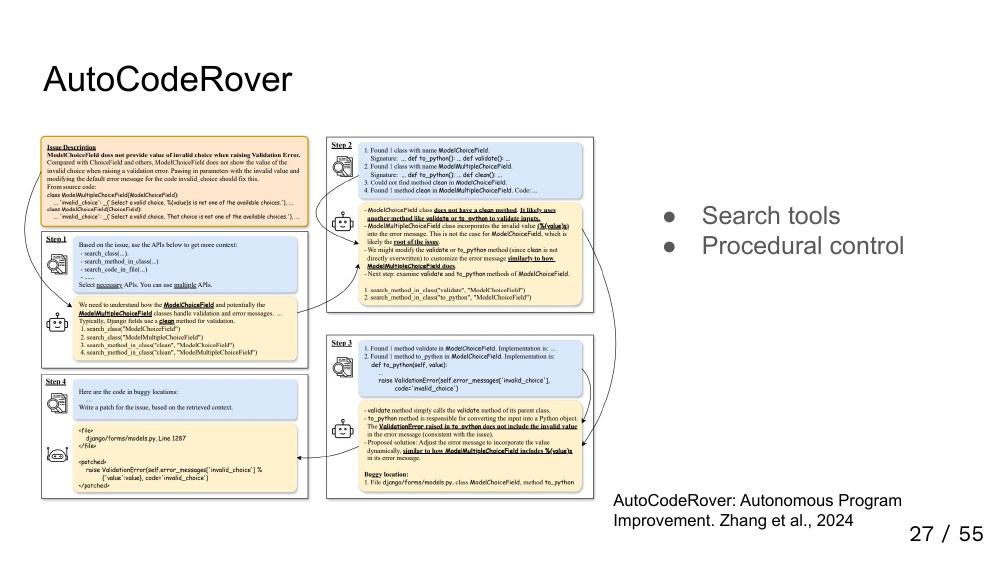 AutoCodeRover
Issue Description
ModelChoiceField does not provide value of invalid choice when raising Validation Error.
Compared with ChoiceField and others, ModelChoiceField does not show the value of the
invalid choice when raising a validation error. Passing in parameters with the invalid value and
modifying the default error message for the code invalid_choice should fix this.
From source code:
class ModelMultipleChoiceField(ModelChoiceField):
... 'invalid_choice': _('Select a valid choice. %(value)s is not one of the available choices.'), ...
class ModelChoiceField(ChoiceField):
... 'invalid_choice': _('Select a valid choice. That choice is not one of the available choices.'), ...
Step 1
Based on the issue, use the APIs below to get more context:
- search_class(...).
- search_method_in_class(...)
- search_code_in_file(...)
- ......
Select necessary APIs. You can use multiple APIs.
We need to understand how the ModelChoiceField and potentially the
ModelMultipleChoiceField classes handle validation and error messages. ...
Typically, Django fields use a clean method for validation.
1. search_class("ModelChoiceField")
2. search_class("ModelMultipleChoiceField")
3. search_method_in_class("clean", "ModelChoiceField")
4. search_method_in_class("clean", "ModelMultipleChoiceField")
Step 2
1. Found 1 class with name ModelChoiceField.
Signature: ... def to_python(): ... def validate(): ...
2. Found 1 class with name ModelMultipleChoiceField.
Signature: ... def to_python(): ... def clean(): ...
3. Could not find method clean in ModelChoiceField.
4. Found 1 method clean in ModelMultipleChoiceField. Code: ...
- ModelChoiceField class does not have a clean method. It likely uses
another method like validate or to_python to validate inputs.
- ModelMultipleChoiceField class incorporates the invalid value (%(value)s)
into the error message. This is not the case for ModelChoiceField, which is
likely the root of the issue.
- We might modify the validate or to_python method (since clean is not
directly overwritten) to customize the error message similarly to how
ModelMultipleChoiceField does.
- Next step: examine validate and to_python methods of ModelChoiceField.
1. search_method_in_class("validate", "ModelChoiceField")
2. search_method_in_class("to_python", "ModelChoiceField")
Step 3
1. Found 1 method validate in ModelChoiceField. Implementation is: ...
2. Found 1 method to_python in ModelChoiceField. Implementation is:
def to_python(self, value):
...
raise ValidationError(self.error_messages['invalid_choice'],
code='invalid_choice')
- validate method simply calls the validate method of its parent class.
- to_python method is responsible for converting the input into a Python object.
The ValidationError raised in to_python does not include the invalid value
in the error message (consistent with the issue).
- Proposed solution: Adjust the error message to incorporate the value
dynamically, similar to how ModelMultipleChoiceField includes %(value)s
in its error message.
Buggy location:
1. File django/forms/models.py, class ModelChoiceField, method to_python
Step 4
Here are the code in buggy locations:
....
Write a patch for the issue, based on the retrieved context.
<file>
django/forms/models.py, Line 1287
</file>
<patched>
raise ValidationError(self.error_messages['invalid_choice'] %
{'value':value}, code='invalid_choice')
</patched>
● Search tools
● Procedural control
AutoCodeRover: Autonomous Program
Improvement. Zhang et al., 2024
27 / 55